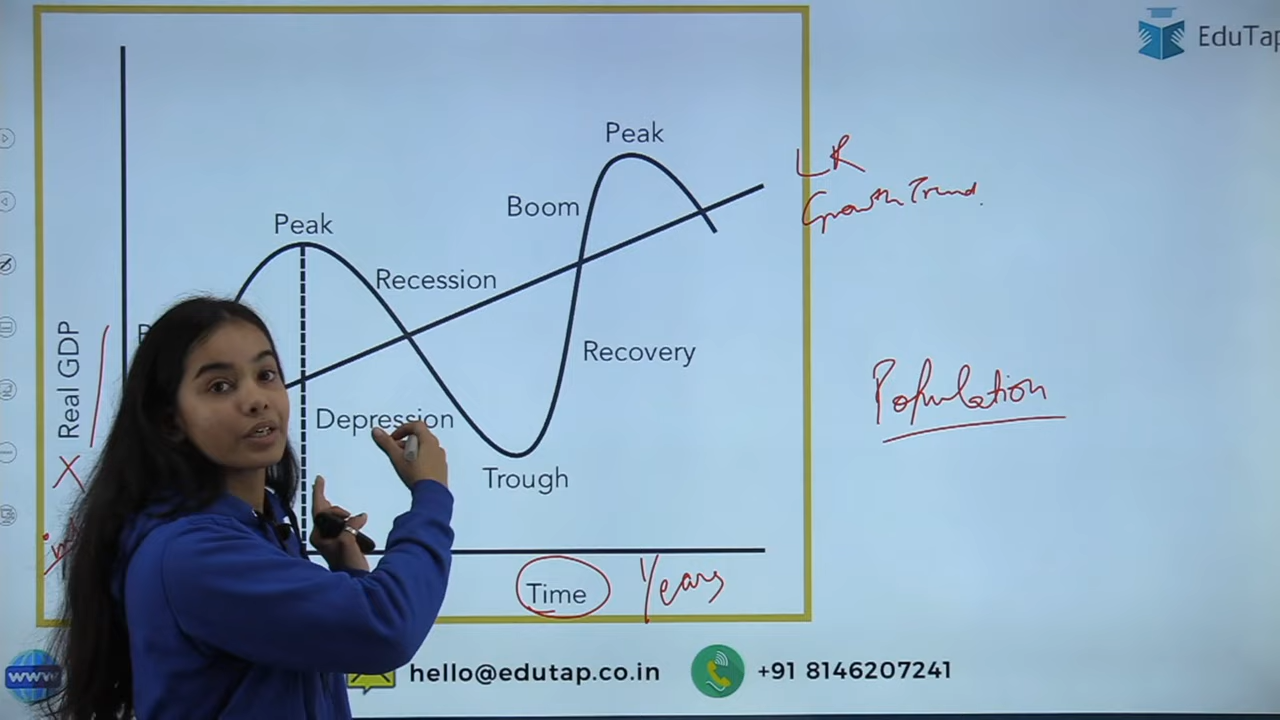 EduTap
Peak
LR
Growth Trend.
Boom
Peak
Recession
Real GDP
Recovery
Population
Depression
Trough
X
Time
Years
www
hello@edutap.co.in
+91 8146207241